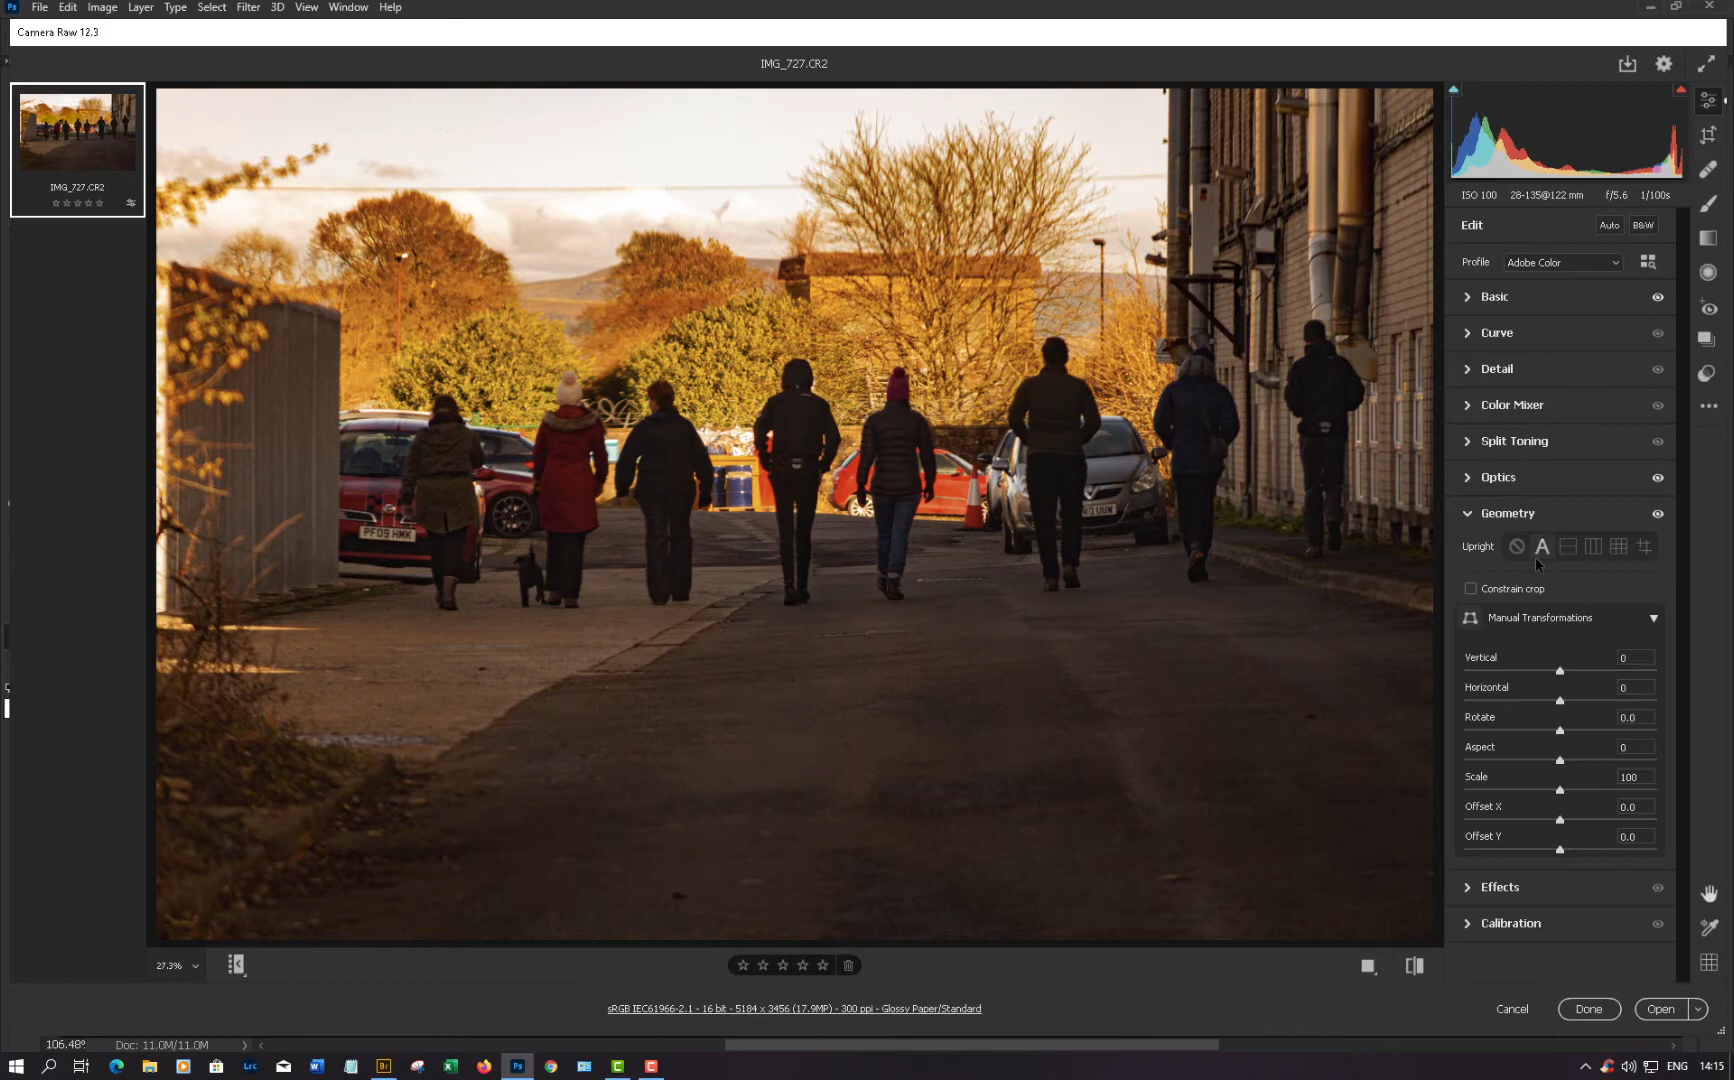 Ps File Edit Image Layer Type Select Filter 3D View Window Help
Camera Raw 12.3
IMG_727.CR2
IMG_727.CR2
ISO 100 28-135@122 mm f/5.6 1/100s
Edit Auto B&W
Profile Adobe Color
Basic
Curve
Detail
Color Mixer
Split Toning
Optics
Geometry
Upright A
Constrain crop
Manual Transformations
Vertical 0
Horizontal 0
Rotate 0.0
Aspect 0
Scale 100
Offset X 0.0
Offset Y 0.0
Effects
Calibration
PF09 HMK
27.3%
sRGB IEC61966-2.1 - 16 bit - 5184 x 3456 (17.9MP) - 300 ppi - Glossy Paper/Standard
Cancel Done Open
106.48% Doc: 11.0M/11.0M
Lrc Br Ps ENG 14:15